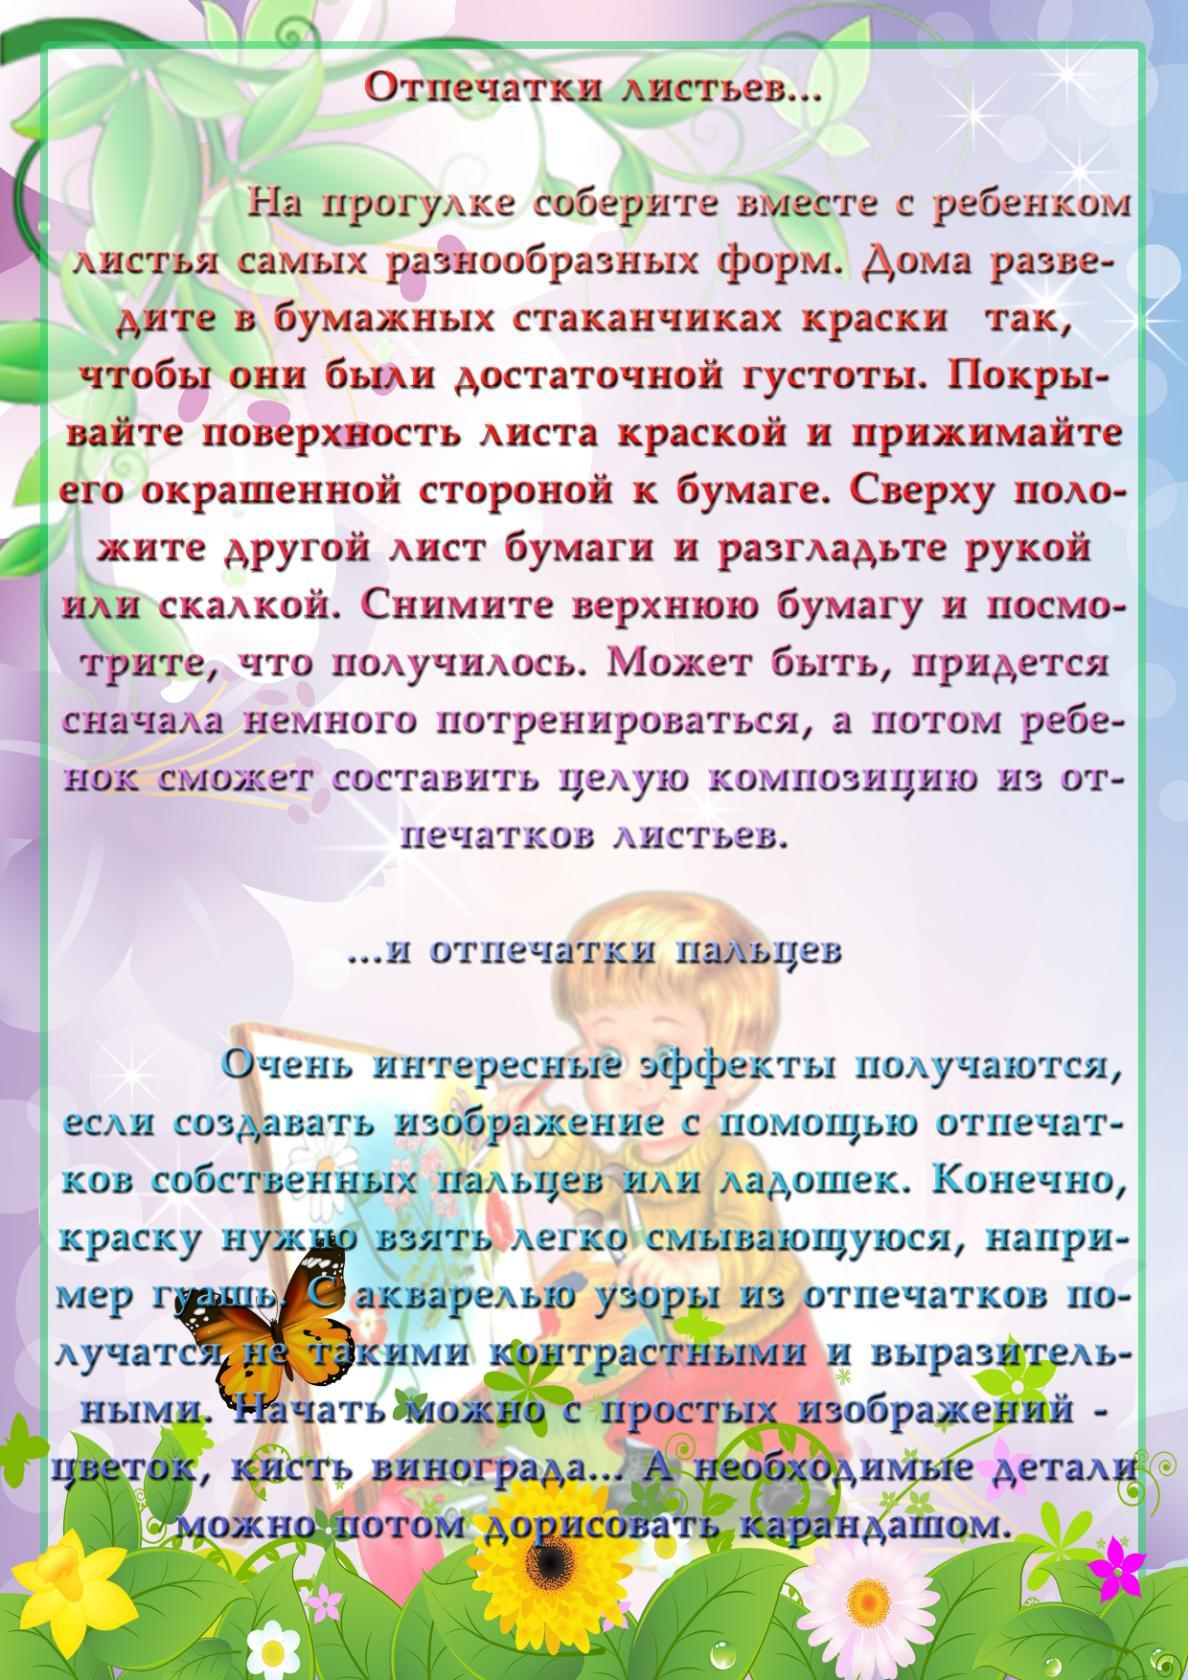 Отпечатки листьев...
На прогулке соберите вместе с ребенком
листья самых разнообразных форм. Дома разве-
дите в бумажных стаканчиках краски так,
чтобы они были достаточной густоты. Покры-
вайте поверхность листа краской и прижимайте
его окрашенной стороной к бумаге. Сверху поло-
жите другой лист бумаги и разгладьте рукой
или скалкой. Снимите верхнюю бумагу и посмо-
трите, что получилось. Может быть, придется
сначала немного потренироваться, а потом ребе-
нок сможет составить целую композицию из от-
печатков листьев.
...и отпечатки пальцев
Очень интересные эффекты получаются,
если создавать изображение с помощью отпечат-
ков собственных пальцев или ладошек. Конечно,
краску нужно взять легко смывающуюся, напри-
мер гуашь. С акварелью узоры из отпечатков по-
лучатся не такими контрастными и выразитель-
ными. Начать можно с простых изображений -
цветок, кисть винограда... А необходимые детали
можно потом дорисовать карандашом.